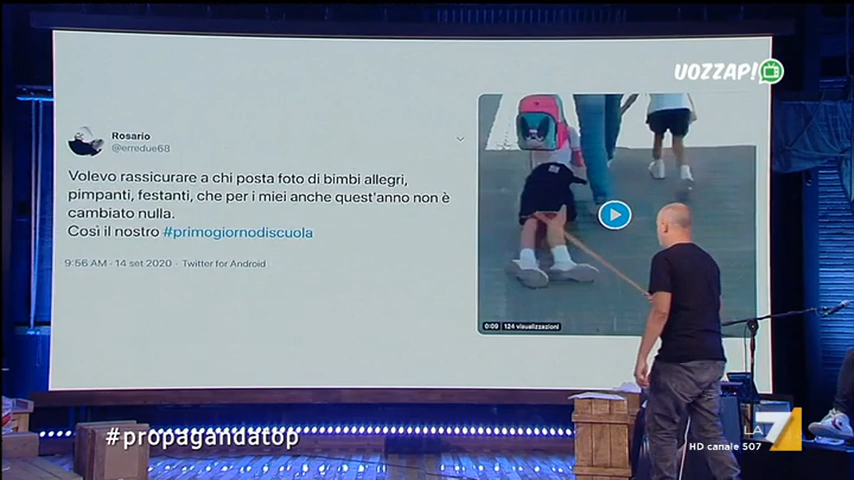 UOZZAP!
Rosario
@erredue68
Volevo rassicurare a chi posta foto di bimbi allegri,
pimpanti, festanti, che per i miei anche quest'anno non è
cambiato nulla.
Così il nostro #primogiornodiscuola
9:56 AM · 14 set 2020 · Twitter for Android
0:09 124 visualizzazioni
#propagandatop
LA 7
HD canale 507